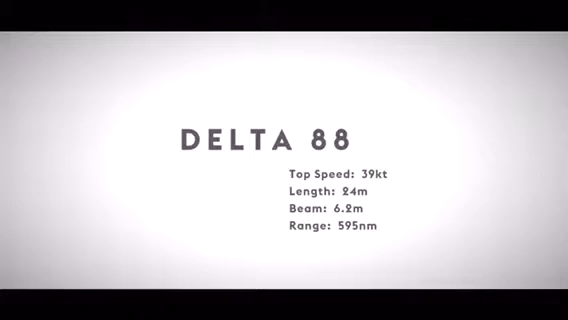 DELTA 88
Top Speed: 39kt
Length: 24m
Beam: 6.2m
Range: 595nm